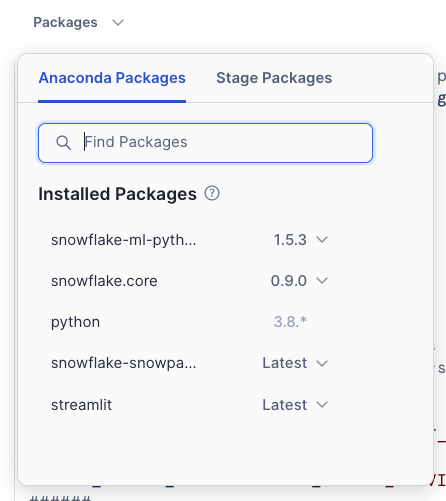 Packages
Anaconda Packages Stage Packages
Find Packages
Installed Packages ?
snowflake-ml-pyth... 1.5.3
snowflake.core 0.9.0
python 3.8.*
snowflake-snowpa... Latest
streamlit Latest
######